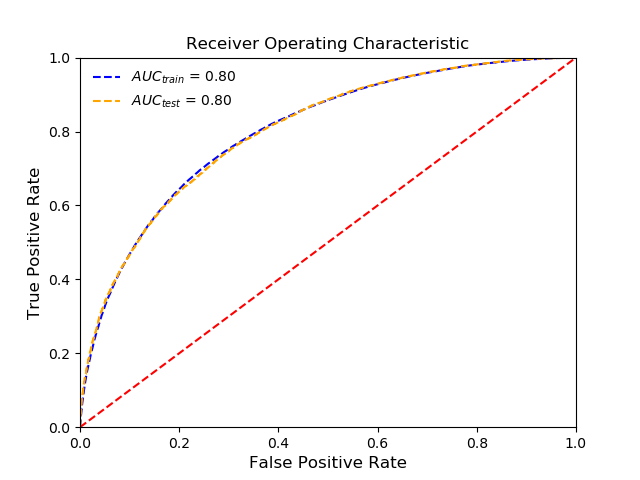 Receiver Operating Characteristic
1.0
AUC_train = 0.80
AUC_test = 0.80
0.8
0.6
0.4
0.2
0.0
True Positive Rate
0.0 0.2 0.4 0.6 0.8 1.0
False Positive Rate